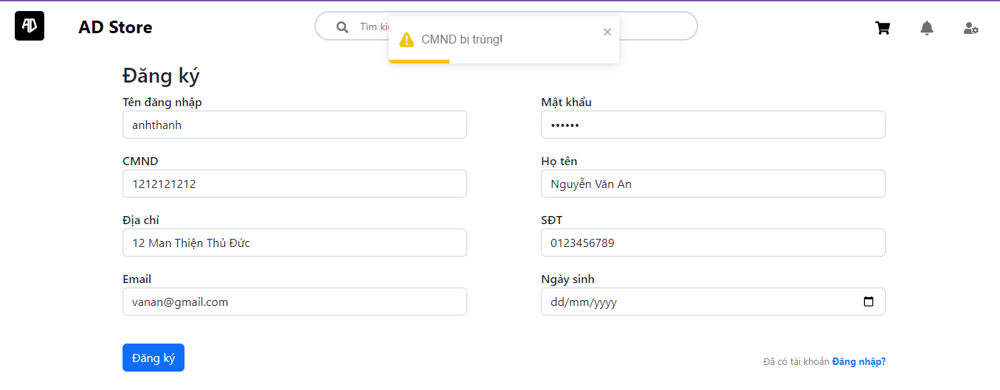 AD
AD Store
Tìm
CMND bị trùng!
Đăng ký
Tên đăng nhập
Mật khẩu
anhthanh
••••••
CMND
Họ tên
1212121212
Nguyễn Văn An
Địa chỉ
SĐT
12 Man Thiện Thủ Đức
0123456789
Email
Ngày sinh
vanan@gmail.com
dd/mm/yyyy
Đăng ký
Đã có tài khoản Đăng nhập?